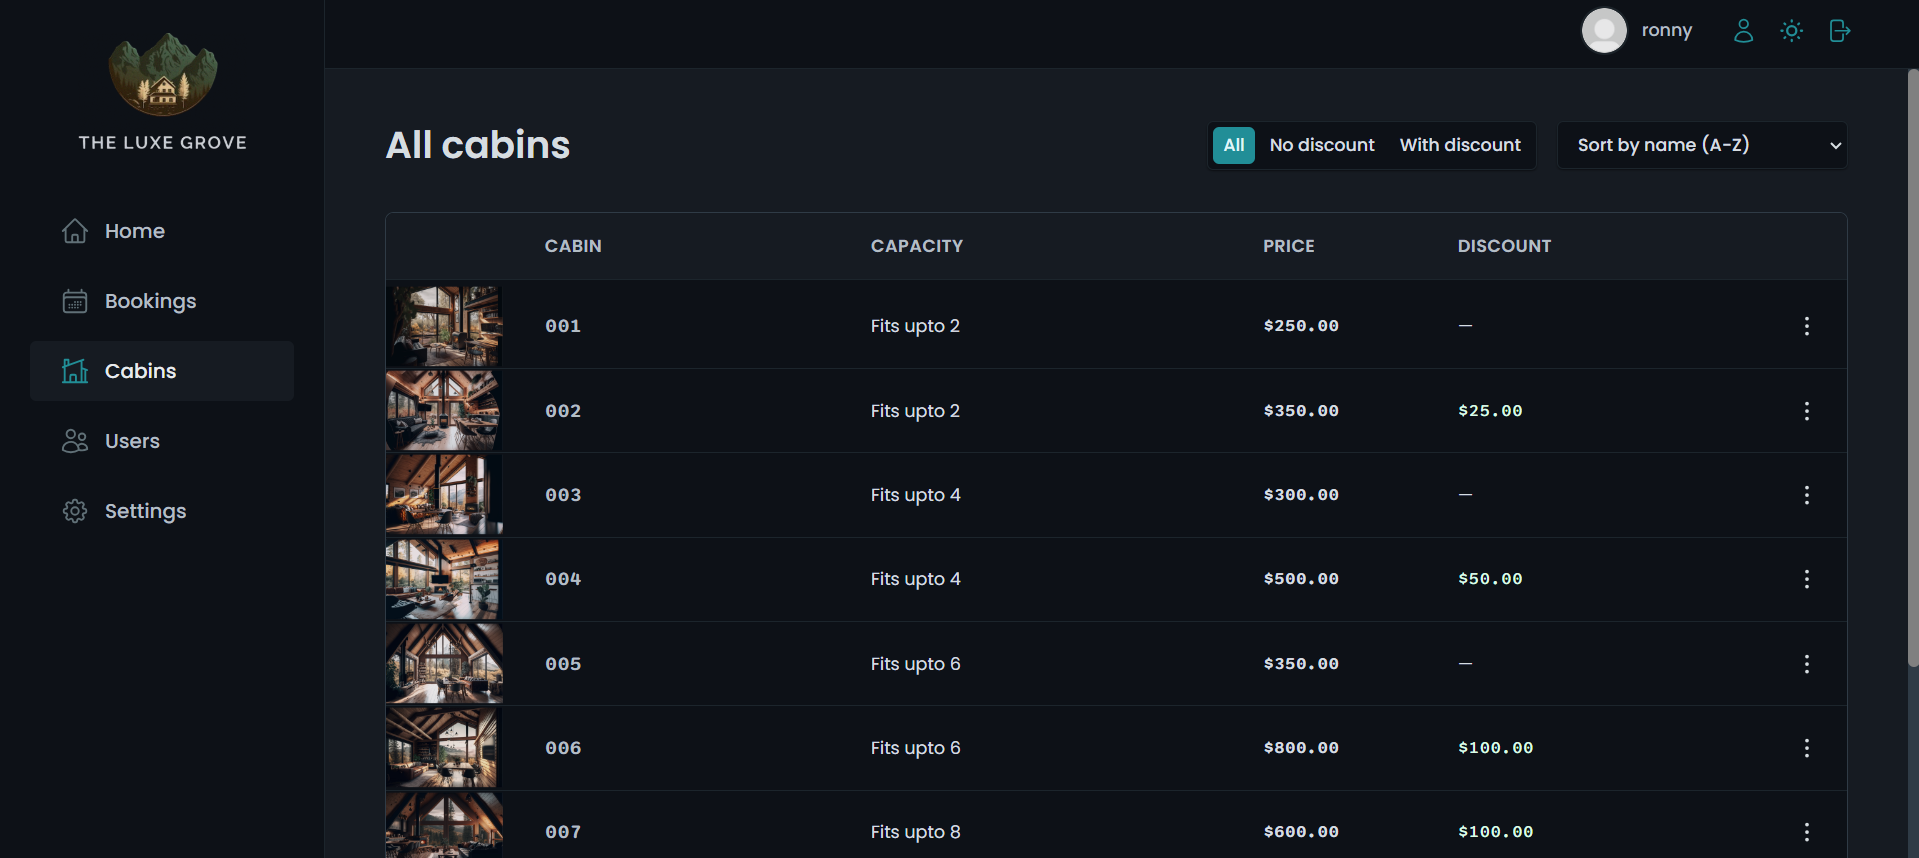 ronny
THE LUXE GROVE
Home
Bookings
Cabins
Users
Settings
All cabins
All No discount With discount Sort by name (A-Z)
CABIN CAPACITY PRICE DISCOUNT
001 Fits upto 2 $250.00 —
002 Fits upto 2 $350.00 $25.00
003 Fits upto 4 $300.00 —
004 Fits upto 4 $500.00 $50.00
005 Fits upto 6 $350.00 —
006 Fits upto 6 $800.00 $100.00
007 Fits upto 8 $600.00 $100.00